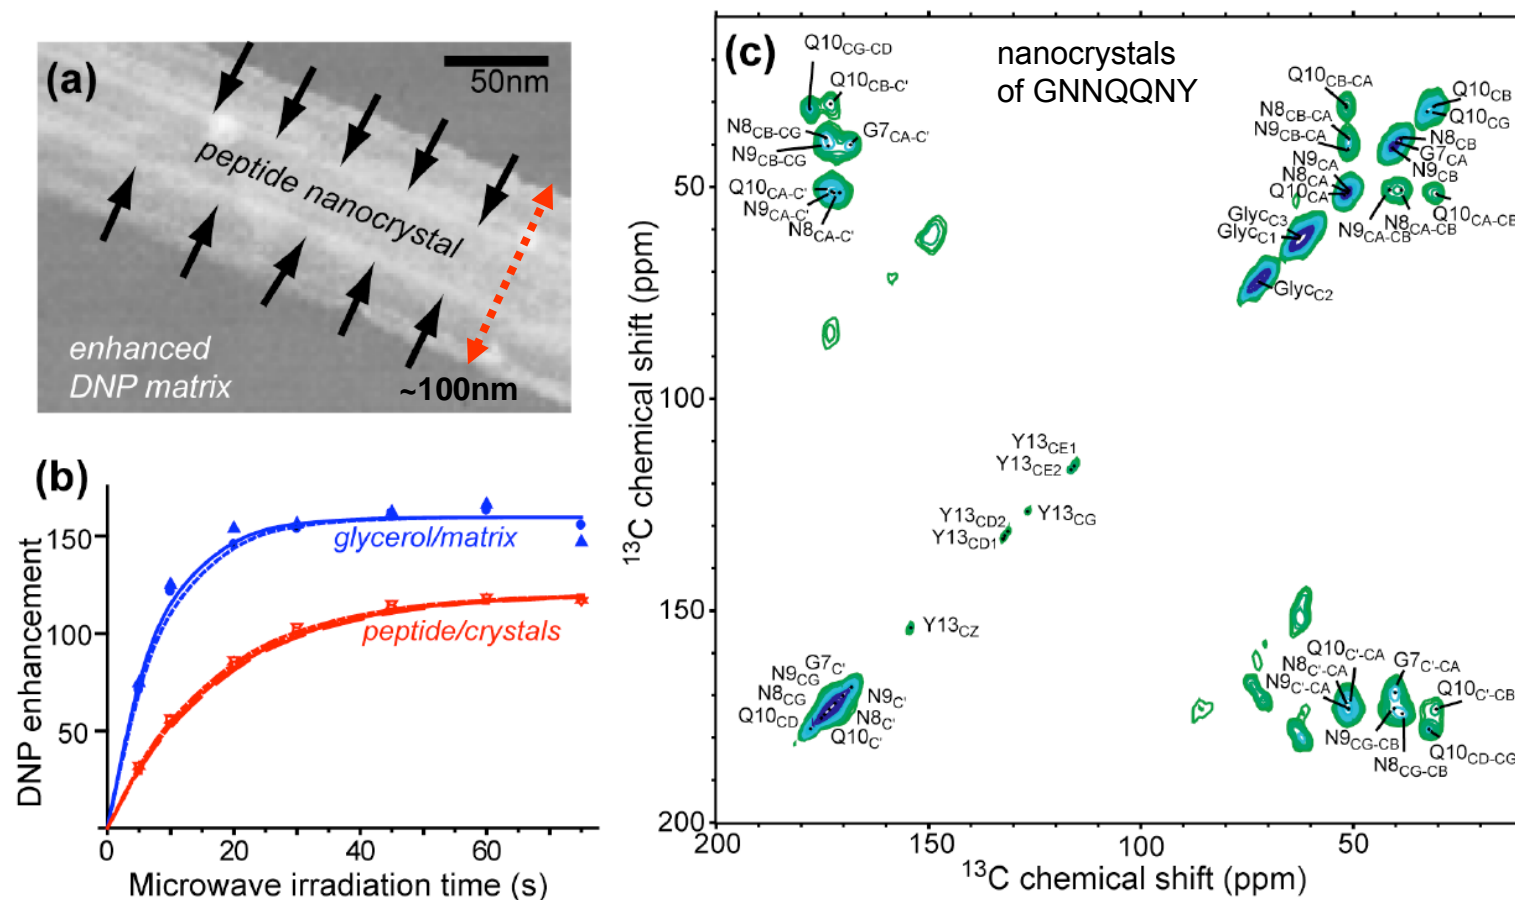 (a)
50nm
peptide nanocrystal
enhanced
DNP matrix
~100nm
(b)
DNP enhancement
150
100
50
glycerol/matrix
peptide/crystals
0
20
40
60
Microwave irradiation time (s)
(c)
nanocrystals
of GNNQQNY
Q10CG-CD
Q10CB-C'
N8CB-CG
G7CA-C'
N9CB-CG
Q10CA-C'
N9CA-C'
N8CA-C'
Q10CB-CA
N8CB-CA
N9CB-CA
N9CA
N8CA
Q10CA
GlycC3
GlycC1
GlycC2
Q10CB
Q10CG
N8CB
G7CA
N9CB
Q10CA-CB
N8CA-CB
N9CA-CB
Y13CE1
Y13CE2
Y13CG
Y13CD2
Y13CD1
Y13CZ
G7C'
N9CG
N8CG
Q10CD
N9C'
N8C'
Q10C'
Q10C'-CA
N8C'-CA
N9C'-CA
G7C'-CA
Q10C'-CB
N9CG-CB
Q10CD-CG
N8CG-CB
13C chemical shift (ppm)
50
100
150
200
200
150
100
50
13C chemical shift (ppm)